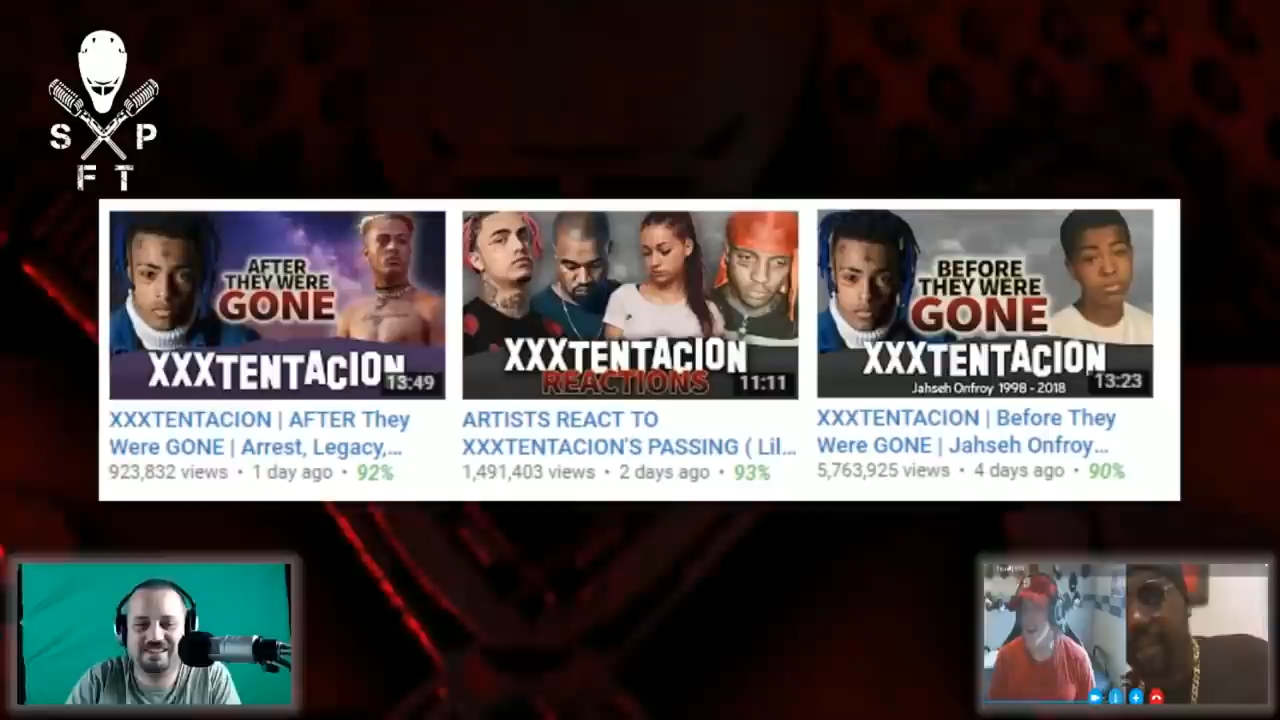 S P
F T
AFTER
THEY WERE
GONE
XXXTENTACION
13:49
XXXTENTACION
REACTIONS
11:11
BEFORE
THEY WERE
GONE
XXXTENTACION
Jahseh Onfroy 1998 - 2018
13:23
XXXTENTACION | AFTER They
Were GONE | Arrest, Legacy,...
923,832 views • 1 day ago • 92%
ARTISTS REACT TO
XXXTENTACION'S PASSING ( Lil...
1,491,403 views • 2 days ago • 93%
XXXTENTACION | Before They
Were GONE | Jahseh Onfroy...
5,763,925 views • 4 days ago • 90%